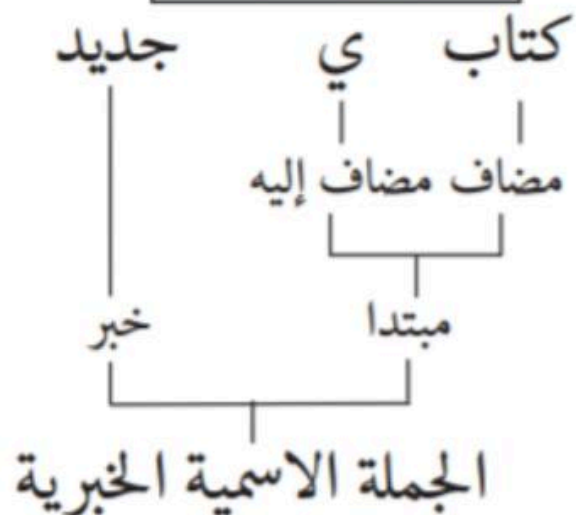 كتاب ي جديد
مضاف مضاف إليه
مبتدا خبر
الجملة الاسمية الخبرية